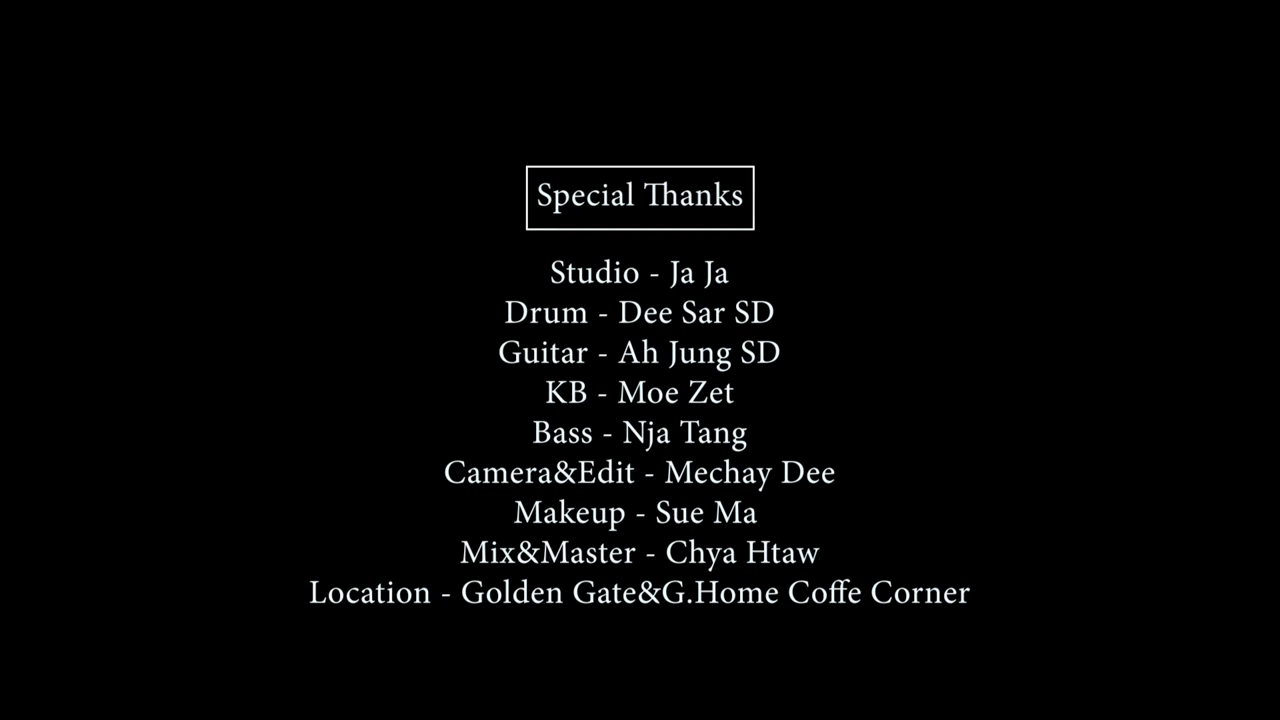 Special Thanks
Studio - Ja Ja
Drum - Dee Sar SD
Guitar - Ah Jung SD
KB - Moe Zet
Bass - Nja Tang
Camera&Edit - Mechay Dee
Makeup - Sue Ma
Mix&Master - Chya Htaw
Location - Golden Gate&G.Home Coffe Corner